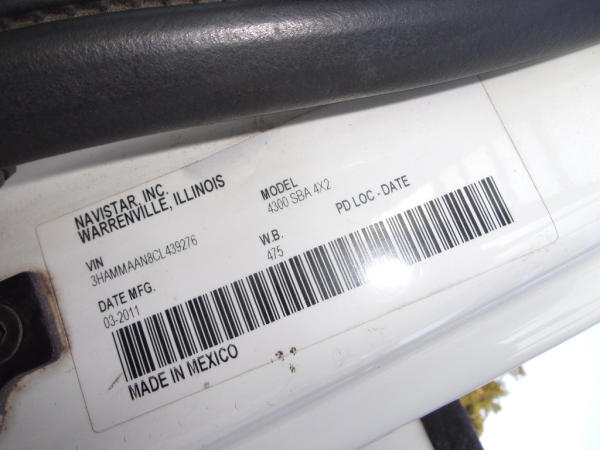 NAVISTAR, INC.
WARRENVILLE, ILLINOIS
MODEL
4300 SBA 4X2
VIN
3HAMMAAN8CL439276
W.B.
475
PD LOC - DATE
DATE MFG.
03-2011
MADE IN MEXICO